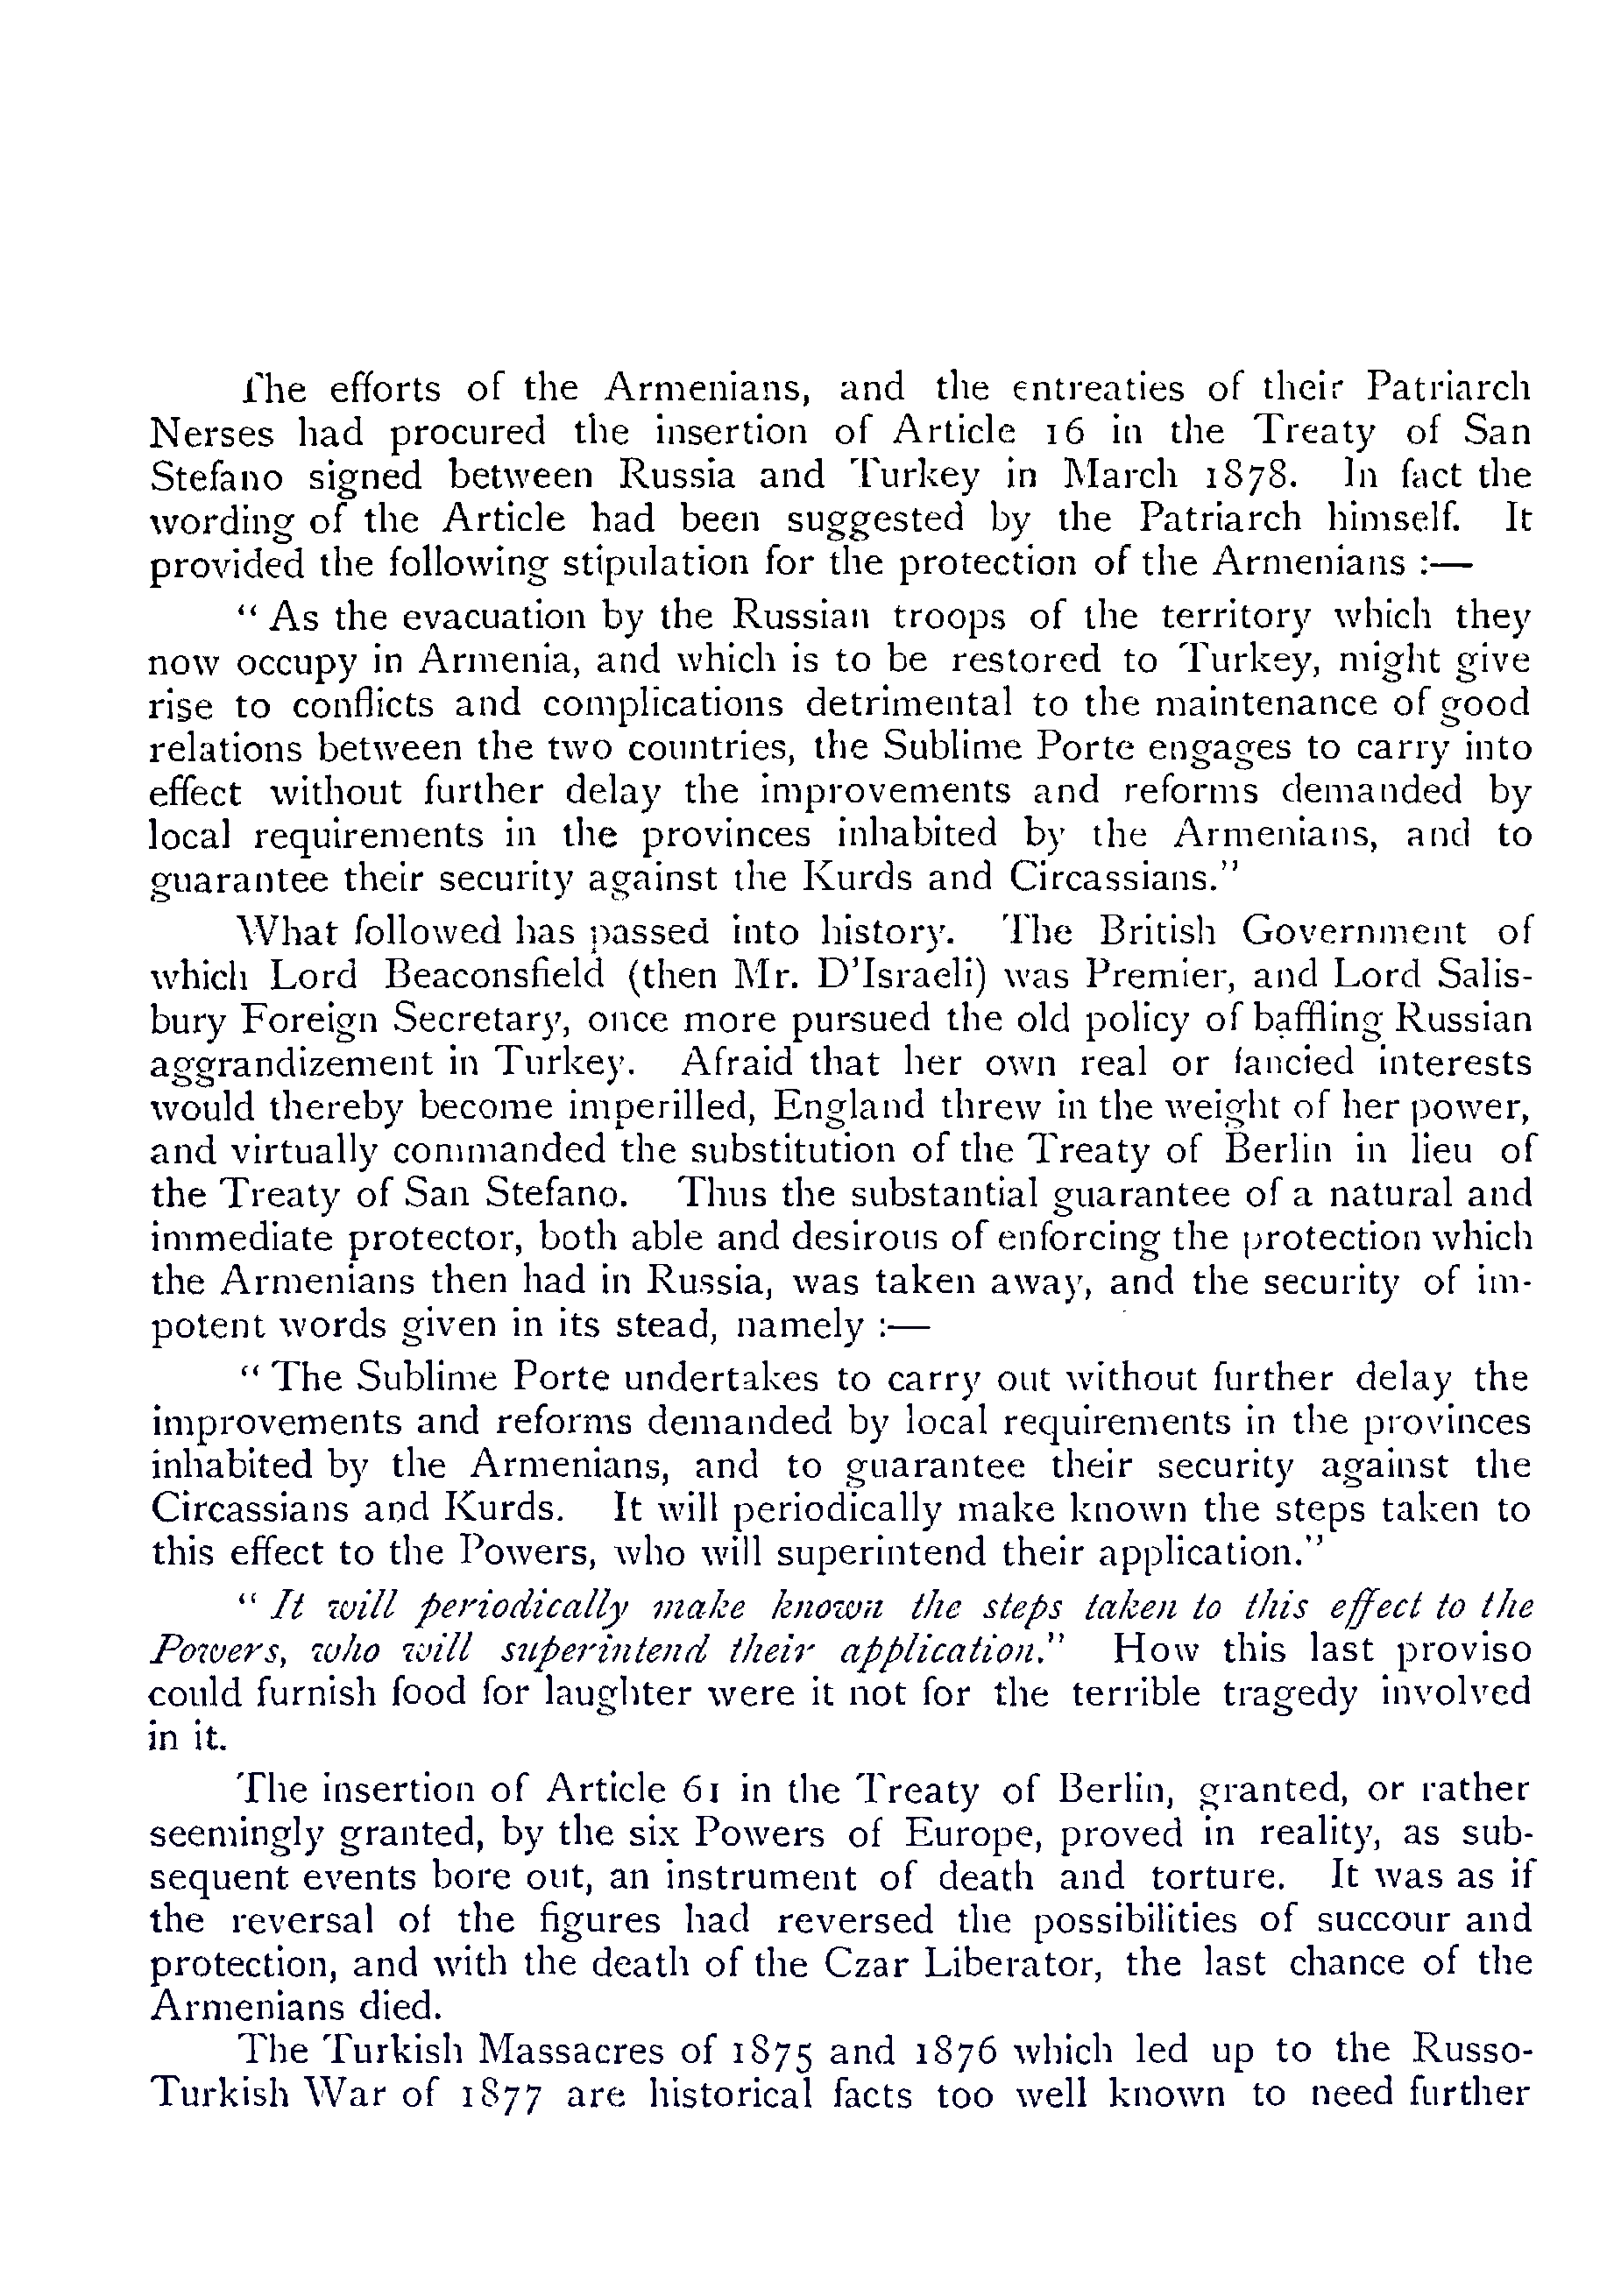 The efforts of the Armenians, and the entreaties of their Patriarch
Nerses had procured the insertion of Article 16 in the Treaty of San
Stefano signed between Russia and Turkey in March 1878. In fact the
wording of the Article had been suggested by the Patriarch himself. It
provided the following stipulation for the protection of the Armenians :—
“ As the evacuation by the Russian troops of the territory which they
now occupy in Armenia, and which is to be restored to Turkey, might give
rise to conflicts and complications detrimental to the maintenance of good
relations between the two countries, the Sublime Porte engages to carry into
effect without further delay the improvements and reforms demanded by
local requirements in the provinces inhabited by the Armenians, and to
guarantee their security against the Kurds and Circassians.”
What followed has passed into history. The British Government of
which Lord Beaconsfield (then Mr. D’Israeli) was Premier, and Lord Salis-
bury Foreign Secretary, once more pursued the old policy of baffling Russian
aggrandizement in Turkey. Afraid that her own real or fancied interests
would thereby become imperilled, England threw in the weight of her power,
and virtually commanded the substitution of the Treaty of Berlin in lieu of
the Treaty of San Stefano. Thus the substantial guarantee of a natural and
immediate protector, both able and desirous of enforcing the protection which
the Armenians then had in Russia, was taken away, and the security of im-
potent words given in its stead, namely :—
“ The Sublime Porte undertakes to carry out without further delay the
improvements and reforms demanded by local requirements in the provinces
inhabited by the Armenians, and to guarantee their security against the
Circassians and Kurds. It will periodically make known the steps taken to
this effect to the Powers, who will superintend their application.”
“ It will periodically make known the steps taken to this effect to the
Powers, who will superintend their application.” How this last proviso
could furnish food for laughter were it not for the terrible tragedy involved
in it.
The insertion of Article 61 in the Treaty of Berlin, granted, or rather
seemingly granted, by the six Powers of Europe, proved in reality, as sub-
sequent events bore out, an instrument of death and torture. It was as if
the reversal of the figures had reversed the possibilities of succour and
protection, and with the death of the Czar Liberator, the last chance of the
Armenians died.
The Turkish Massacres of 1875 and 1876 which led up to the Russo-
Turkish War of 1877 are historical facts too well known to need further